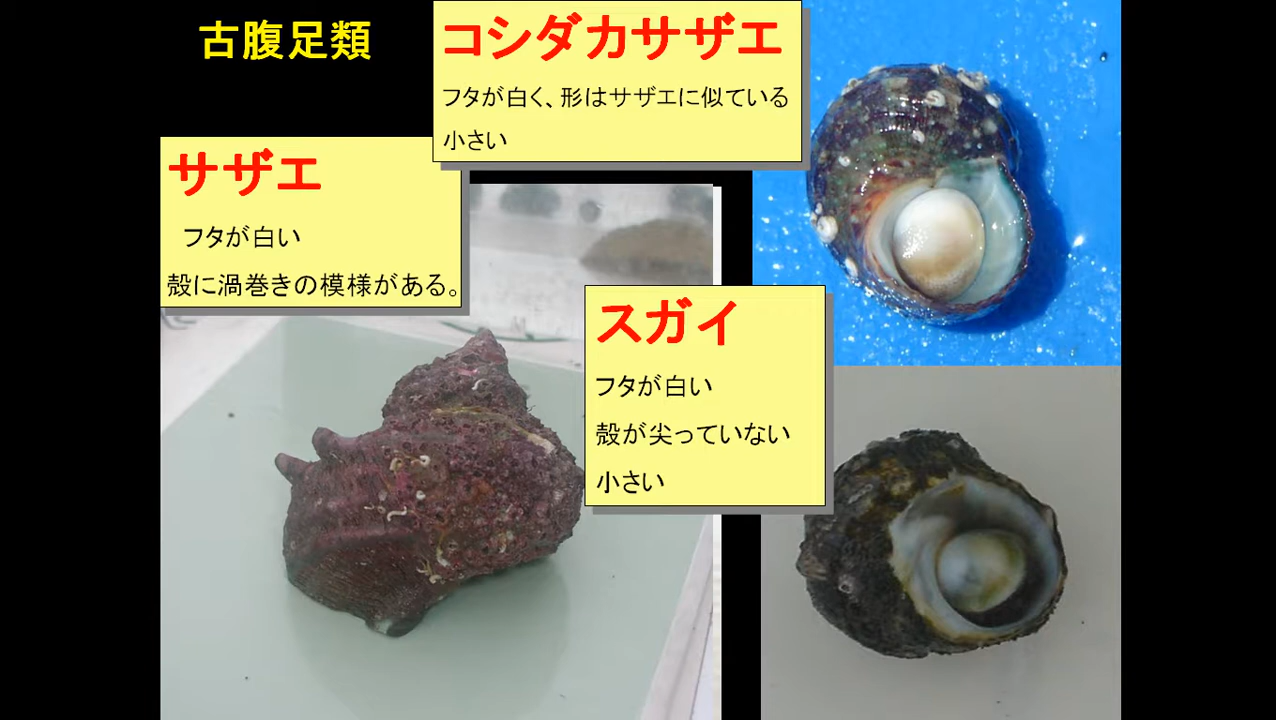 古腹足類
コシダカサザエ
フタが白く、形はサザエに似ている
小さい
サザエ
フタが白い
殻に渦巻きの模様がある。
スガイ
フタが白い
殻が尖っていない
小さい